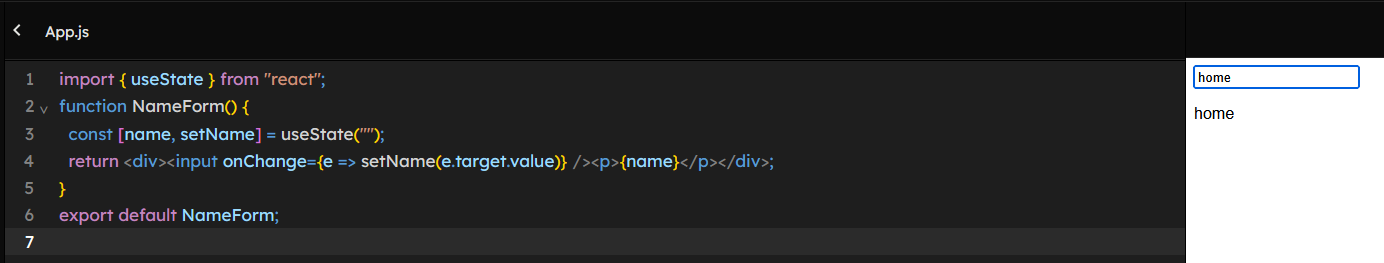 App.js
1 import { useState } from "react";
2 function NameForm() {
3 const [name, setName] = useState("");
4 return <div><input onChange={e => setName(e.target.value)} /><p>{name}</p></div>;
5 }
6 export default NameForm;
7
home
home